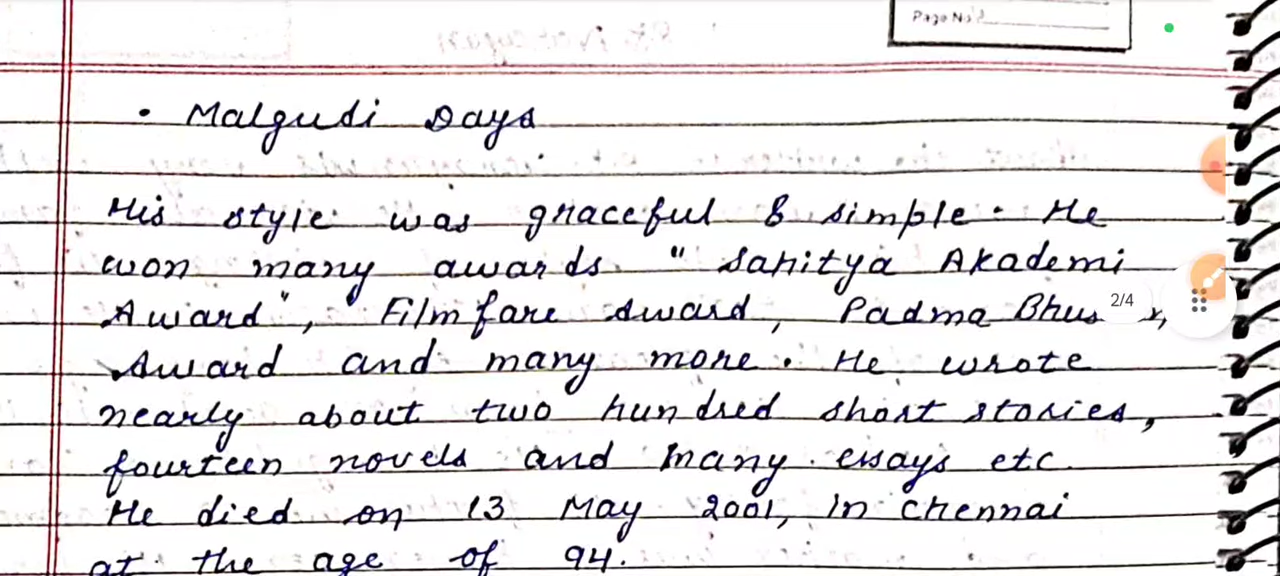 Page No.:
• Malgudi Days
His style was graceful & simple. He
won many awards. "Sahitya Akademi
Award", Filmfare Award, Padma
Award and many more. He wrote
nearly about two hundred short stories,
fourteen novels and many essays etc.
He died on 13 May 2001, in Chennai
at the age of 94.
2/4